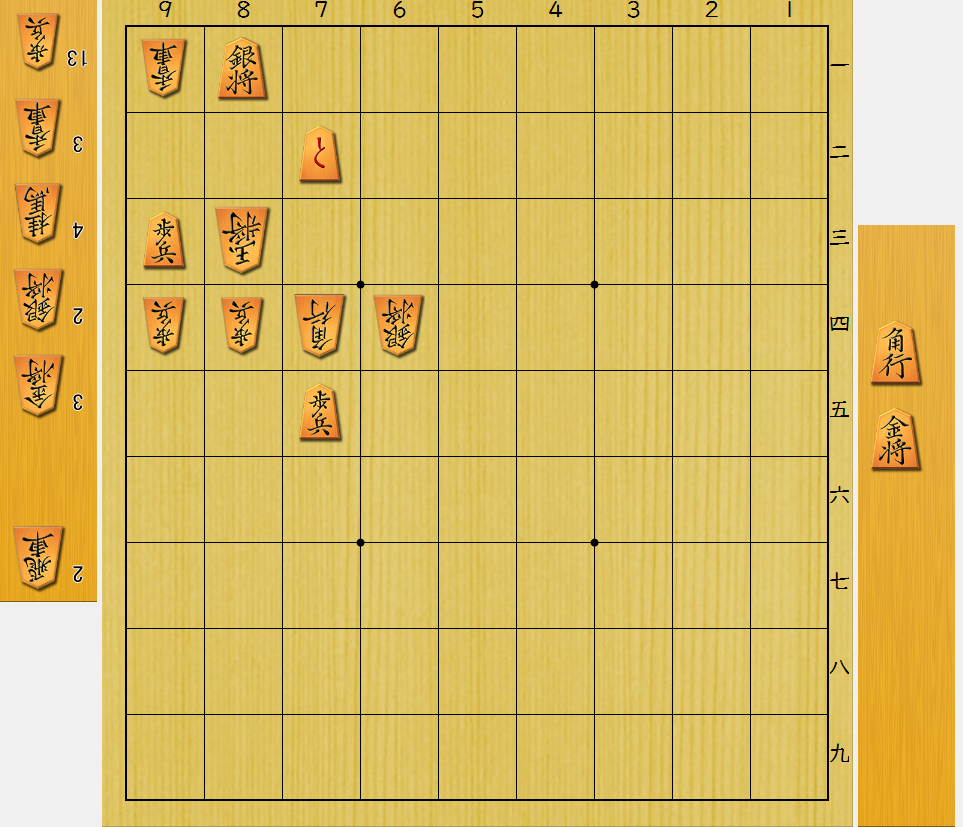 9 8 7 6 5 4 3 2 1
歩兵 13
香車 3
桂馬 4
銀将 2
金将 3
飛車 2
香車 銀将 一
と 二
歩兵 玉将 三
歩兵 歩兵 角行 銀将 四
歩兵 五
六
七
八
九
角行
金将